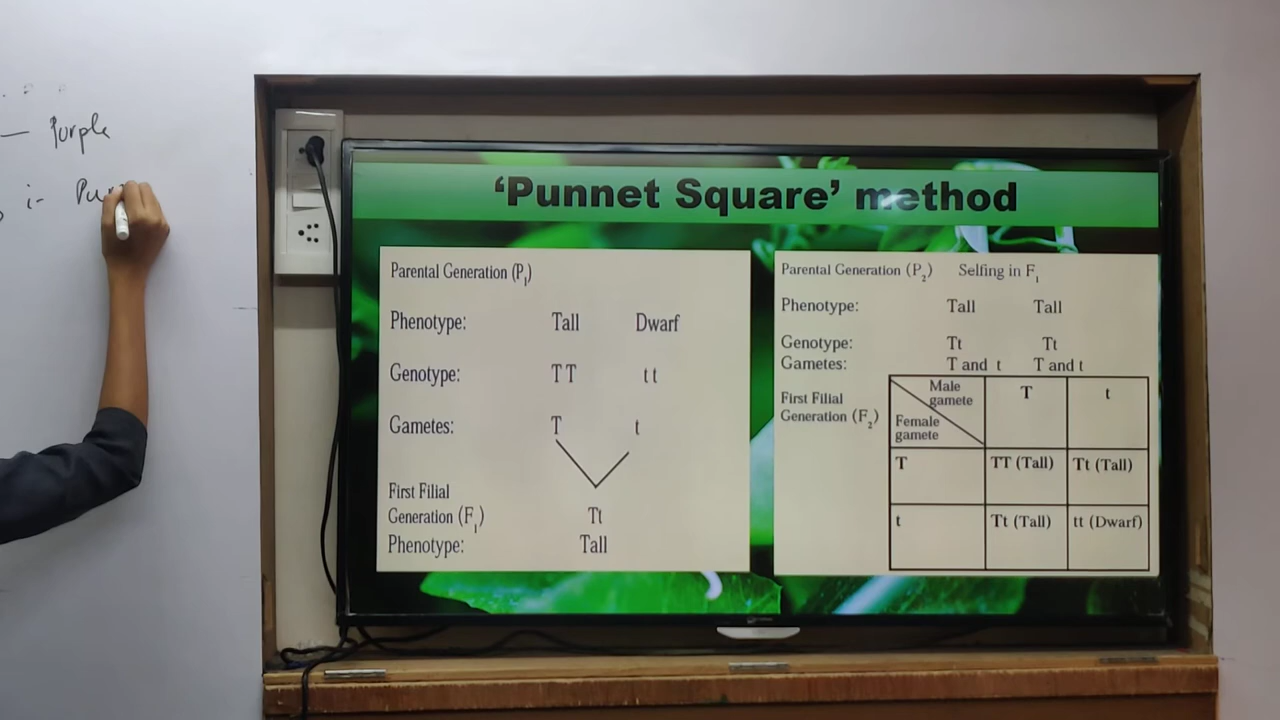 — Purple
:- Pur
'Punnet Square' method
Parental Generation (P1)
Phenotype: Tall Dwarf
Genotype: TT tt
Gametes: T t
First Filial
Generation (F1) Tt
Phenotype: Tall
Parental Generation (P2) Selfing in F1
Phenotype: Tall Tall
Genotype: Tt Tt
Gametes: T and t T and t
First Filial
Generation (F2)
Male
gamete
Female
gamete
T t
T TT (Tall) Tt (Tall)
t Tt (Tall) tt (Dwarf)